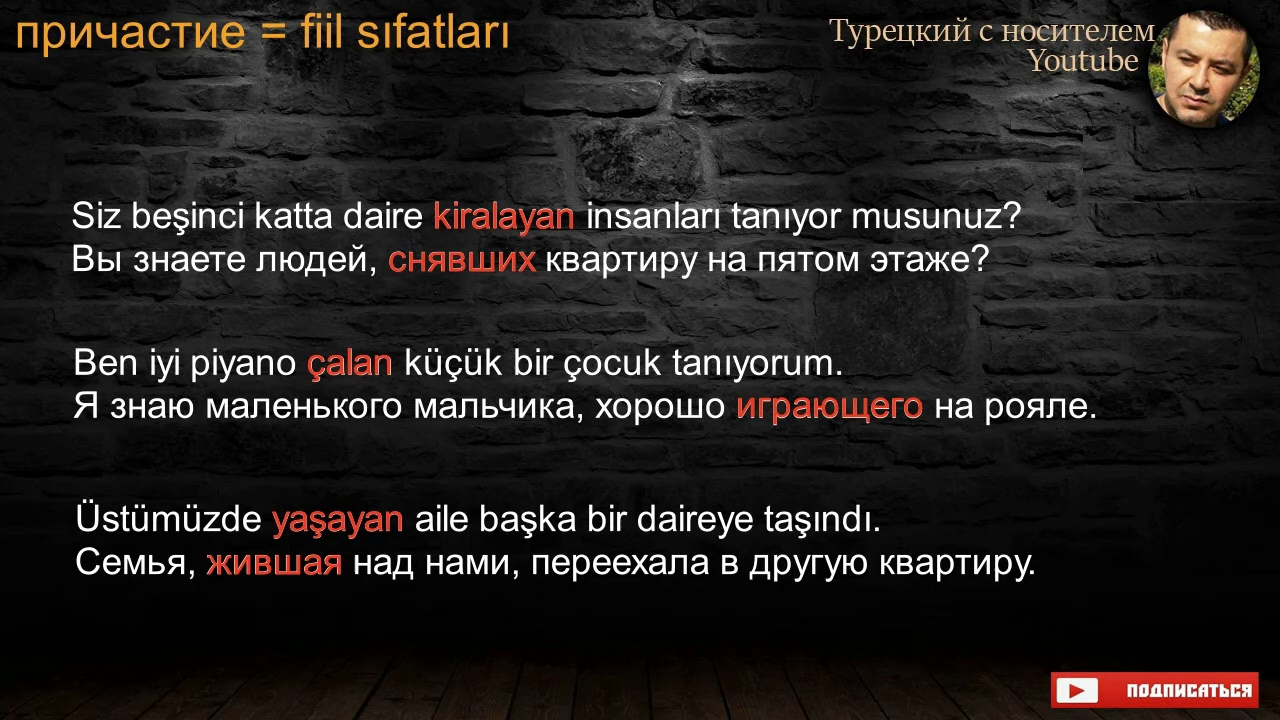 причастие = fiil sıfatları
Турецкий с носителем
Youtube
Siz beşinci katta daire kiralayan insanları tanıyor musunuz?
Вы знаете людей, снявших квартиру на пятом этаже?
Ben iyi piyano çalan küçük bir çocuk tanıyorum.
Я знаю маленького мальчика, хорошо играющего на рояле.
Üstümüzde yaşayan aile başka bir daireye taşındı.
Семья, жившая над нами, переехала в другую квартиру.
ПОДПИСАТЬСЯ